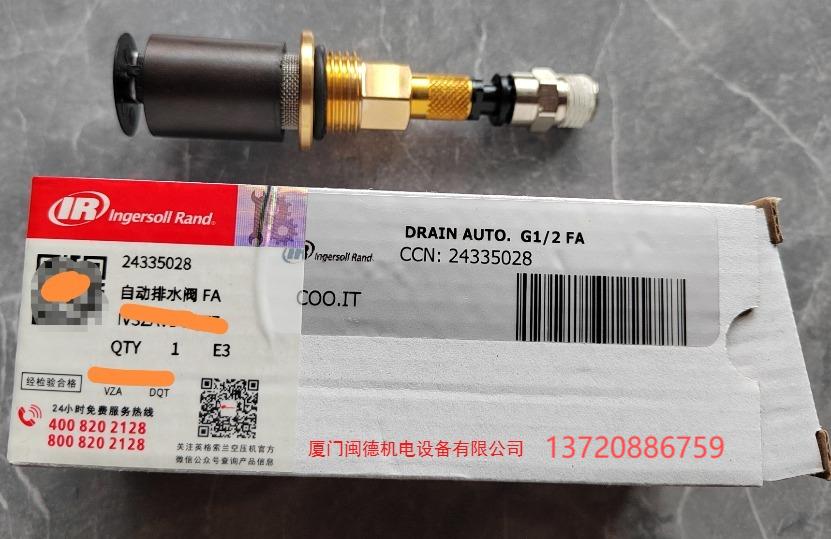 IR Ingersoll Rand®
24335028
自动排水阀 FA
QTY 1 E3
经检验合格
VZA DQT
24小时免费服务热线
400 820 2128
800 820 2128
关注英格索兰空压机官方
微信公众号查询产品信息
DRAIN AUTO. G1/2 FA
IR Ingersoll Rand
CCN: 24335028
COO.IT
厦门闽德机电设备有限公司 13720886759